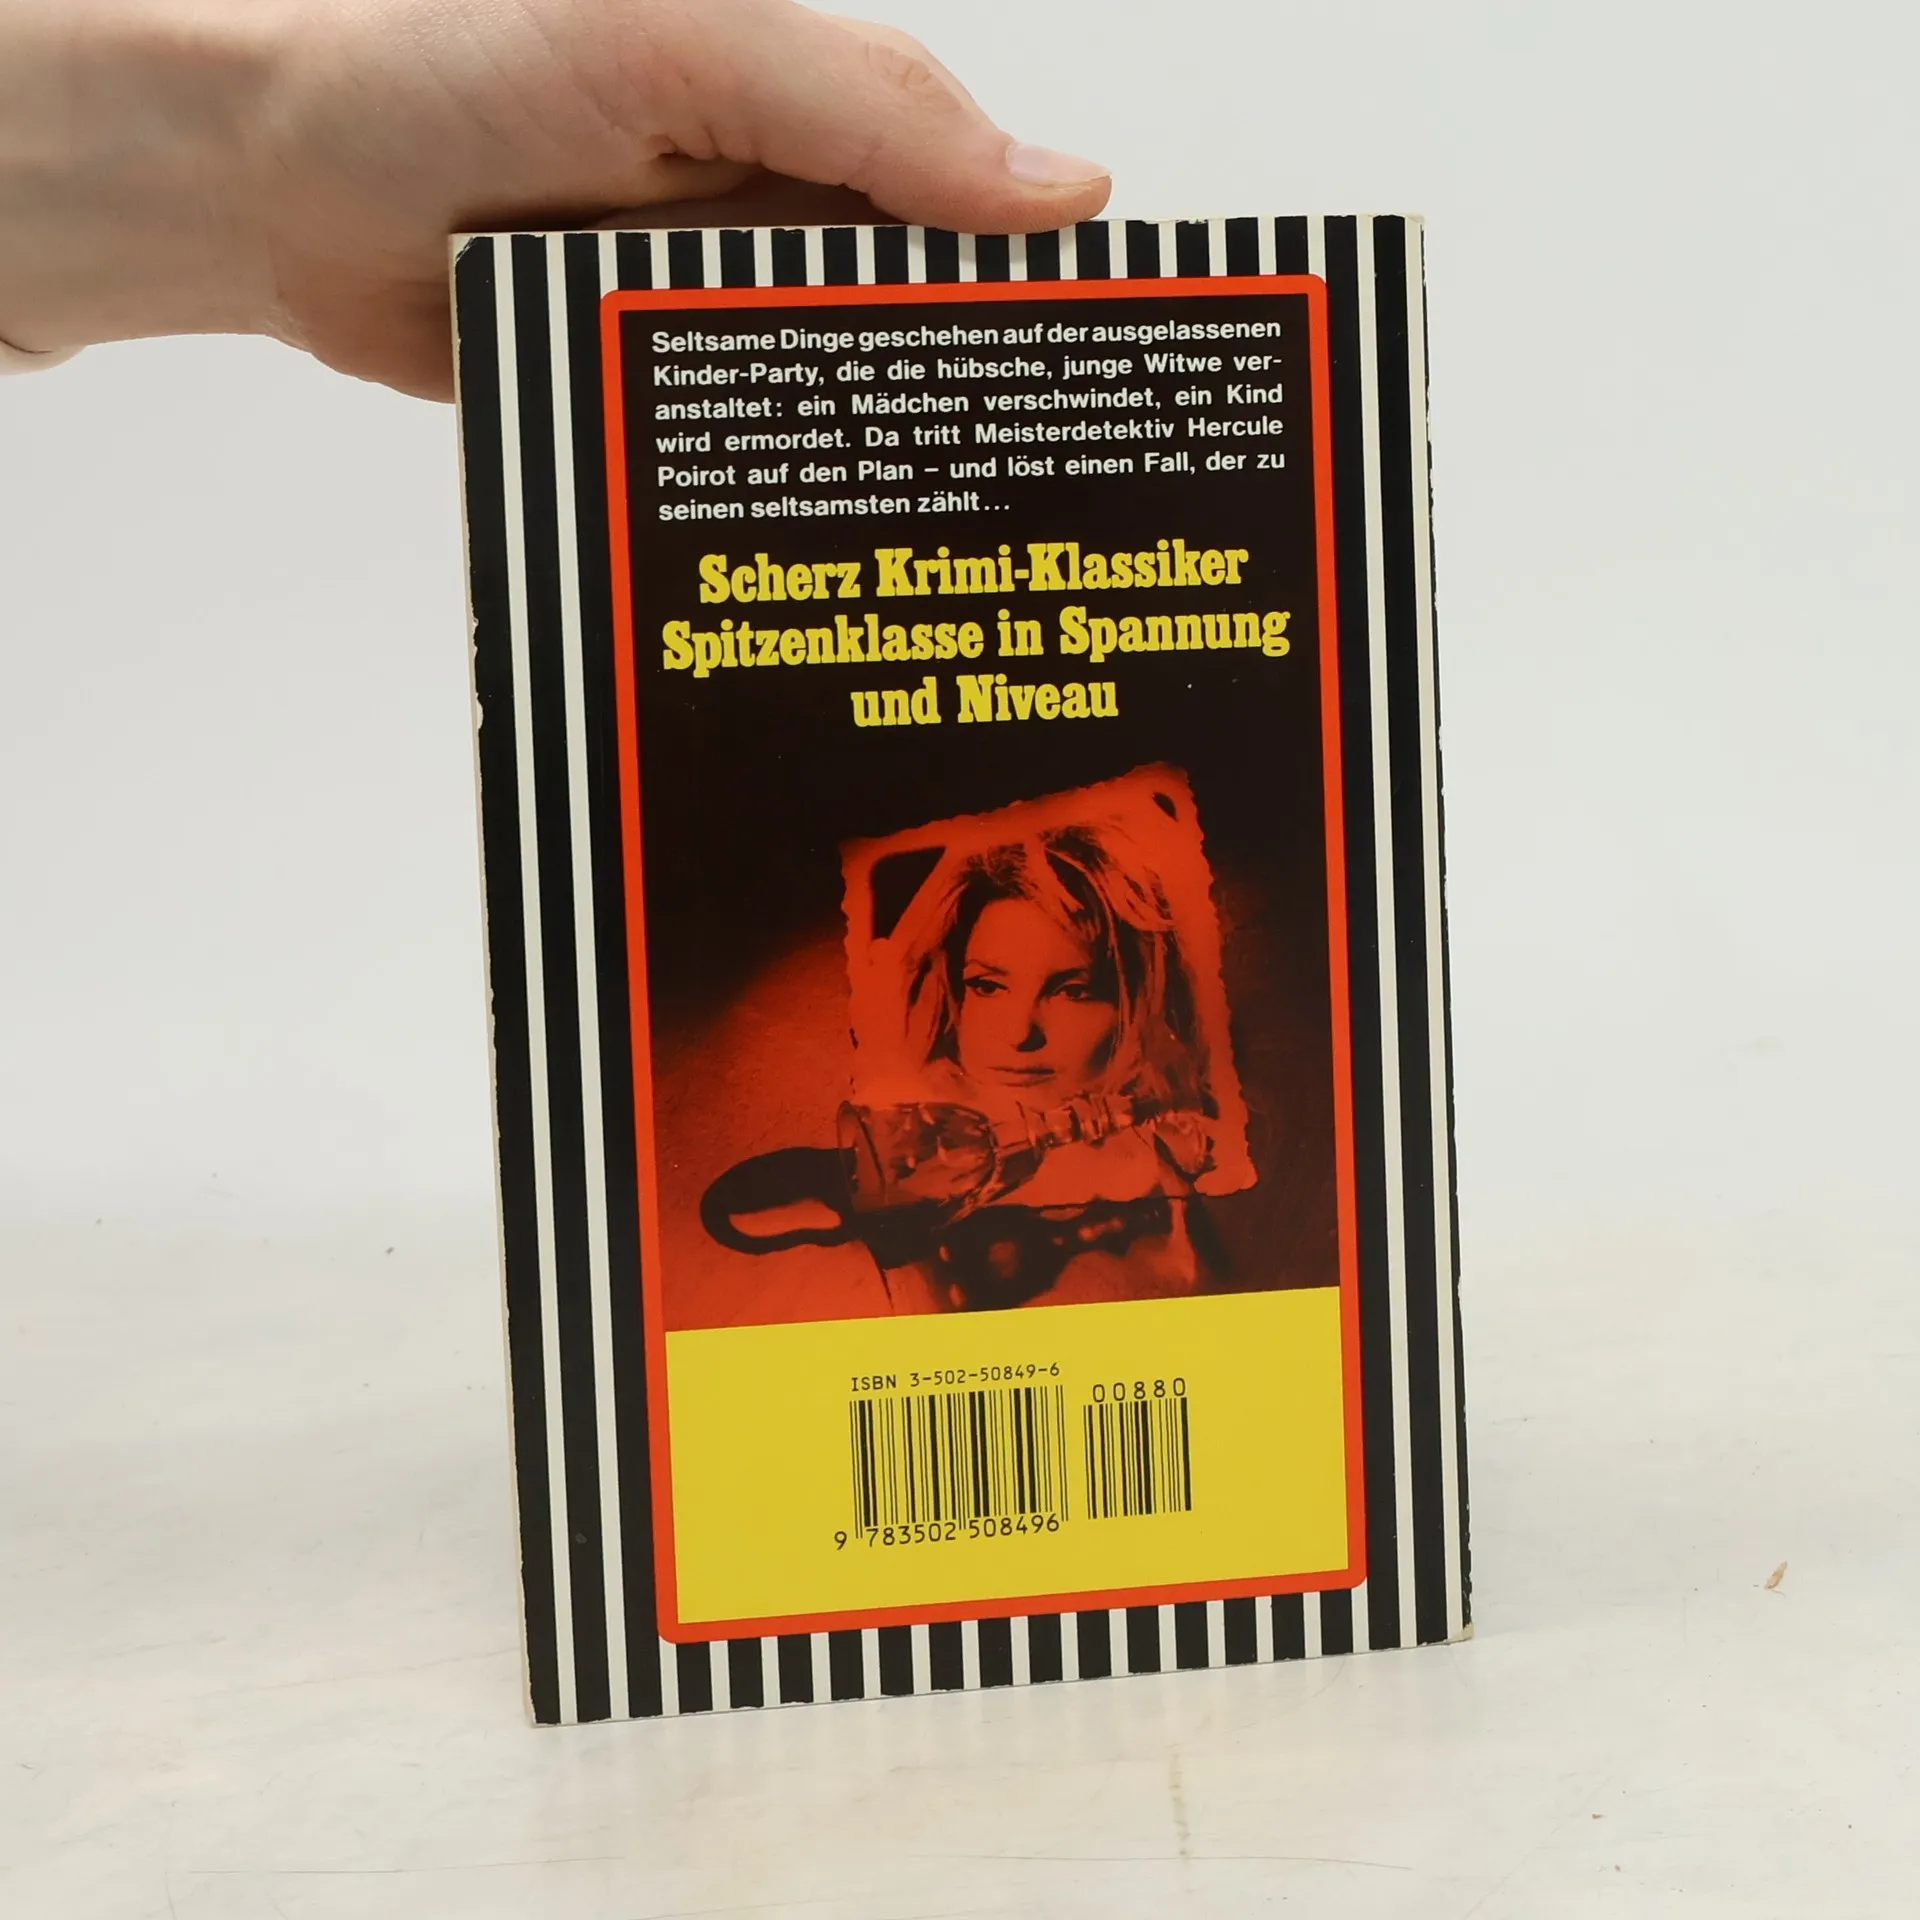 Seltsame Dinge geschehen auf der ausgelassenen
Kinder-Party, die die hübsche, junge Witwe ver-
anstaltet: ein Mädchen verschwindet, ein Kind
wird ermordet. Da tritt Meisterdetektiv Hercule
Poirot auf den Plan – und löst einen Fall, der zu
seinen seltsamsten zählt...
Scherz Krimi-Klassiker
Spitzenklasse in Spannung
und Niveau
ISBN 3-502-50849-6
00880
9 783502 508496